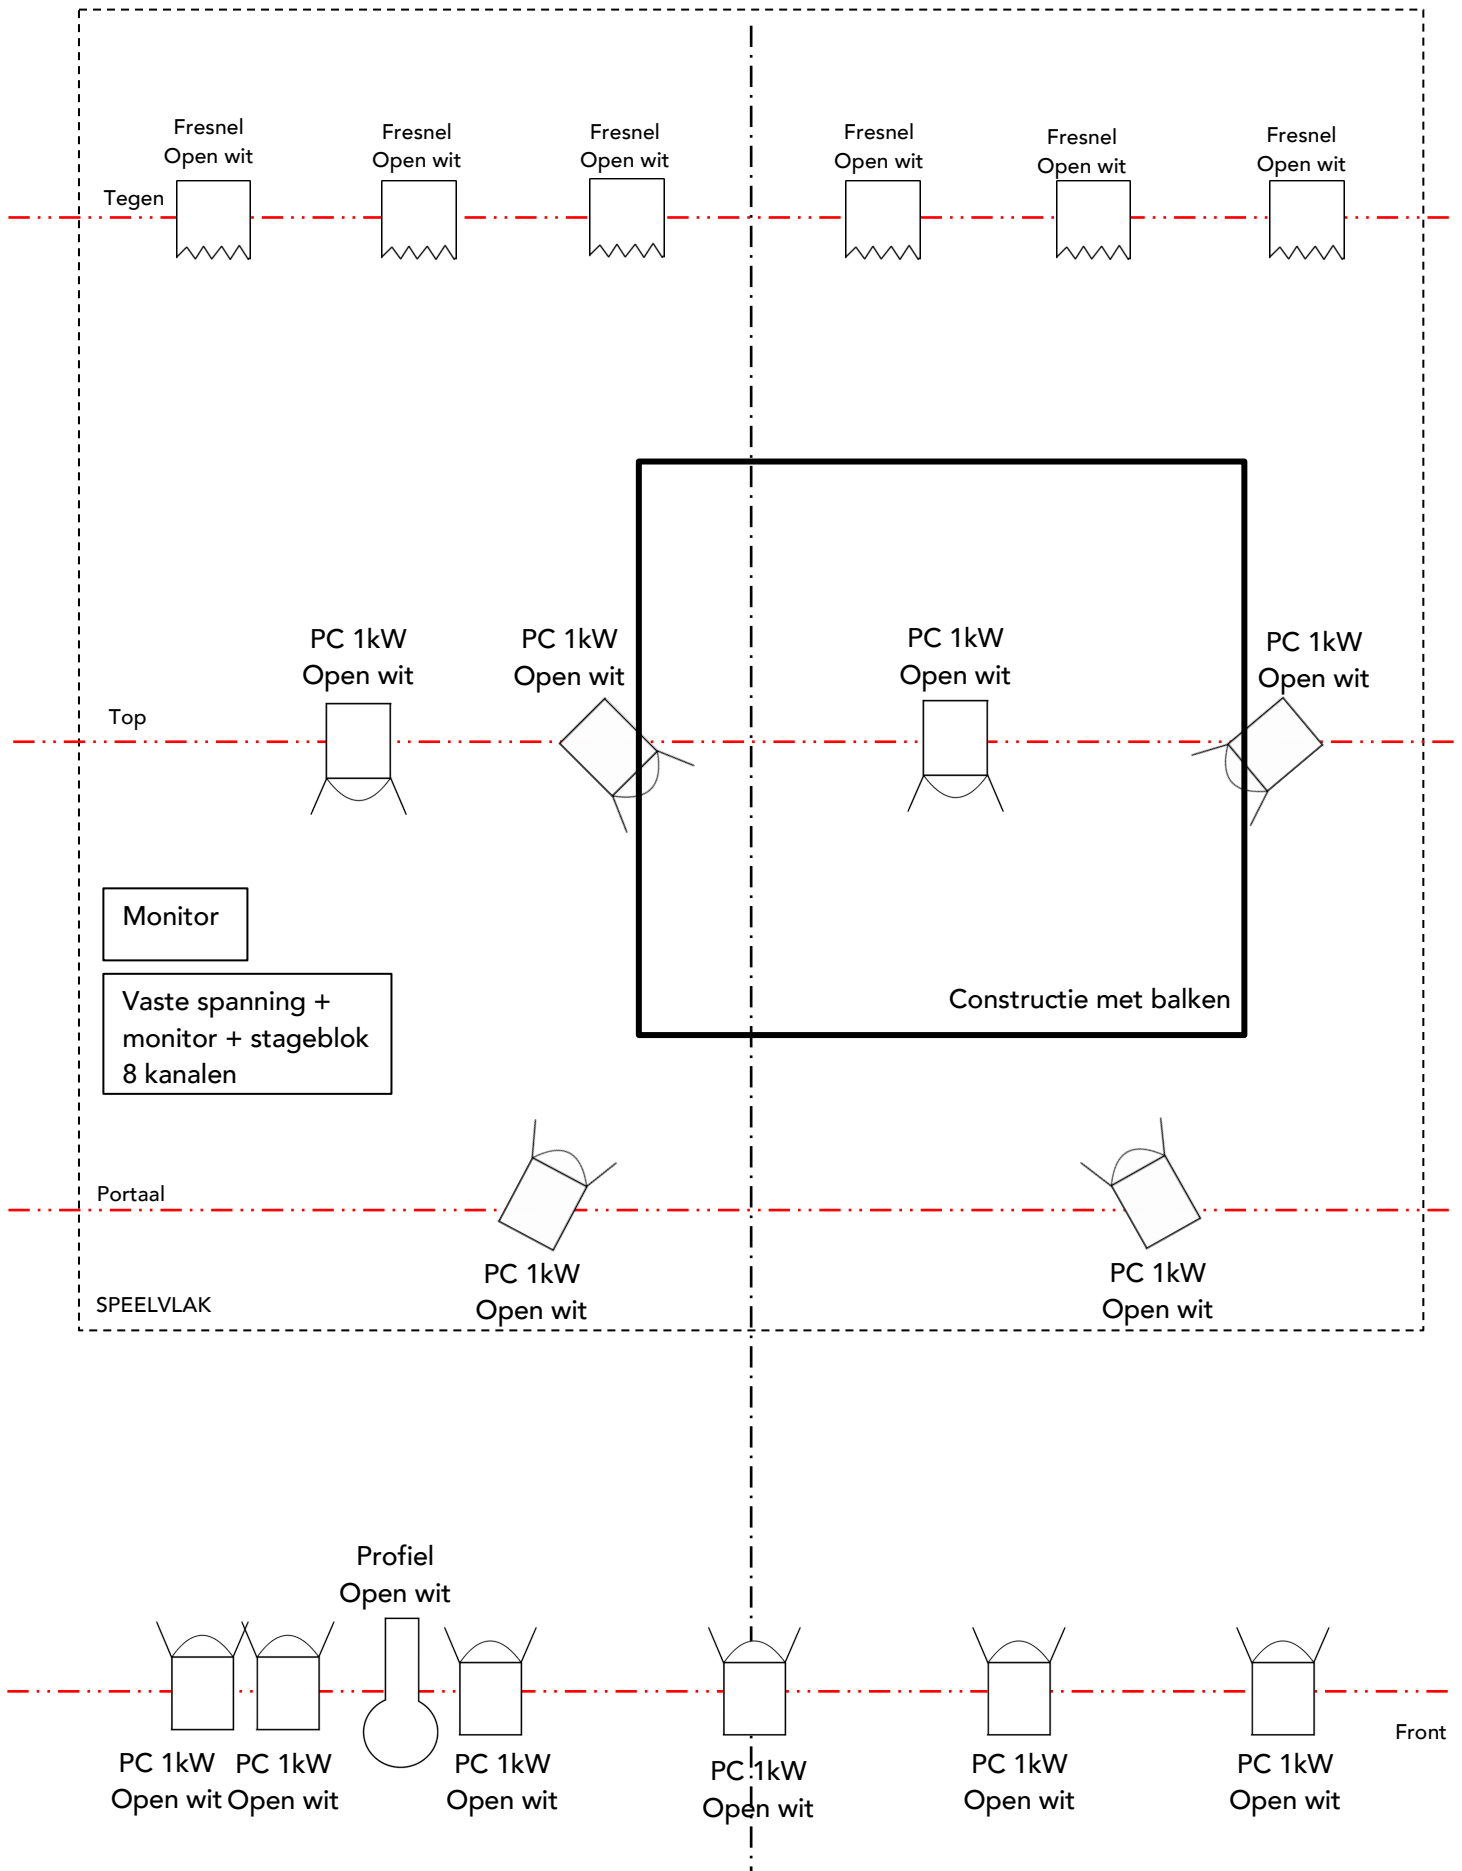 Fresnel
Open wit
Fresnel
Open wit
Fresnel
Open wit
Fresnel
Open wit
Fresnel
Open wit
Fresnel
Open wit
Tegen
PC 1kW
Open wit
PC 1kW
Open wit
PC 1kW
Open wit
PC 1kW
Open wit
Top
Monitor
Vaste spanning +
monitor + stageblok
8 kanalen
Constructie met balken
Portaal
PC 1kW
Open wit
PC 1kW
Open wit
SPEELVLAK
Profiel
Open wit
Front
PC 1kW
Open wit
PC 1kW
Open wit
PC 1kW
Open wit
PC 1kW
Open wit
PC 1kW
Open wit
PC 1kW
Open wit